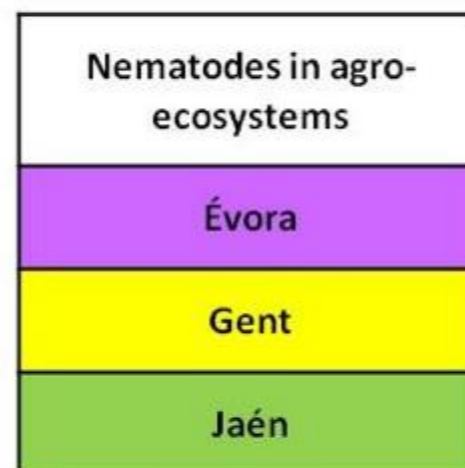 Nematodes in agro-
ecosystems
Évora
Gent
Jaén